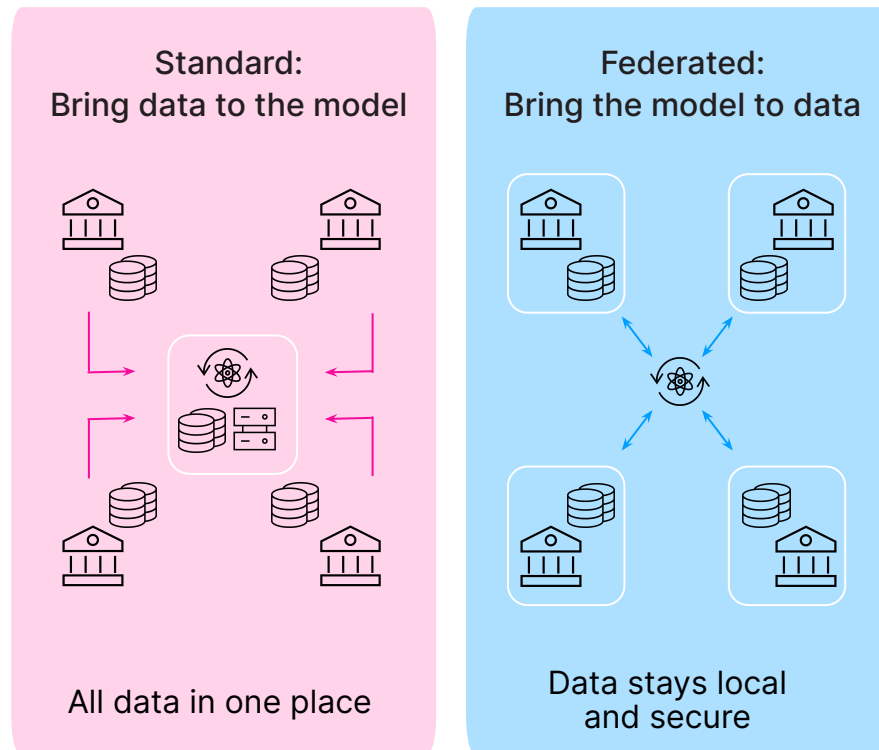 Standard:
Bring data to the model
All data in one place
Federated:
Bring the model to data
Data stays local
and secure